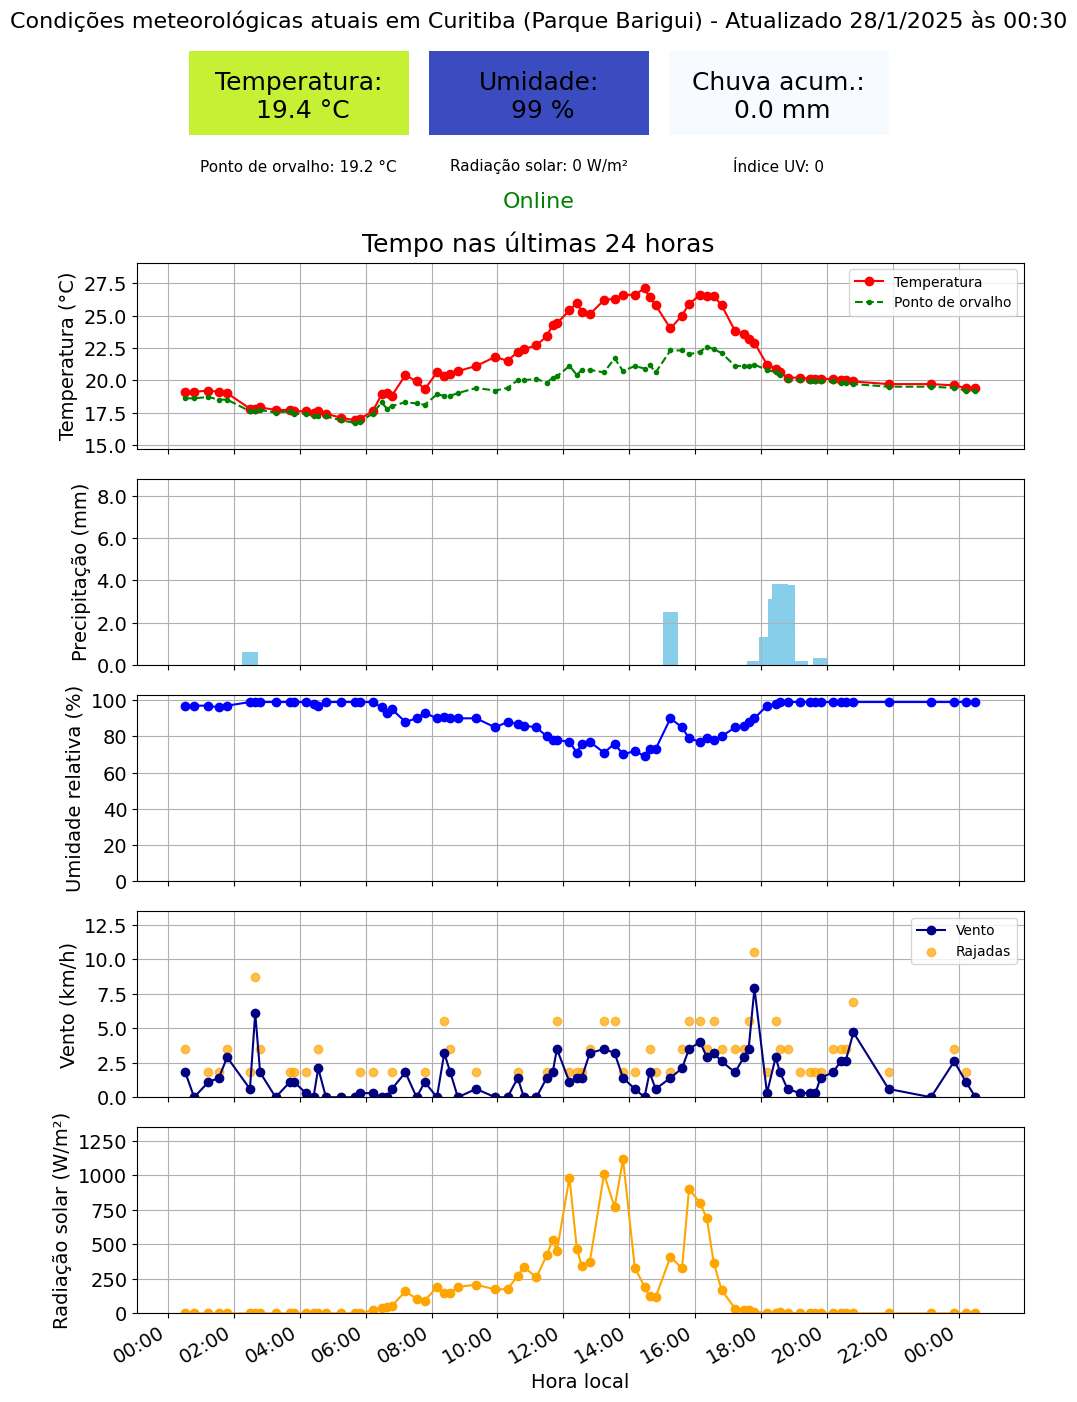 Condições meteorológicas atuais em Curitiba (Parque Barigui) - Atualizado 28/1/2025 às 00:30
Temperatura:
19.4 °C
Umidade:
99 %
Chuva acum.:
0.0 mm
Ponto de orvalho: 19.2 °C
Radiação solar: 0 W/m²
Índice UV: 0
Online
Tempo nas últimas 24 horas
Temperatura (°C)
27.5
25.0
22.5
20.0
17.5
15.0
Temperatura
Ponto de orvalho
Precipitação (mm)
8.0
6.0
4.0
2.0
0.0
Umidade relativa (%)
100
80
60
40
20
0
Vento (km/h)
12.5
10.0
7.5
5.0
2.5
0.0
Vento
Rajadas
Radiação solar (W/m²)
1250
1000
750
500
250
0
00:00
02:00
04:00
06:00
08:00
10:00
12:00
14:00
16:00
18:00
20:00
22:00
00:00
Hora local